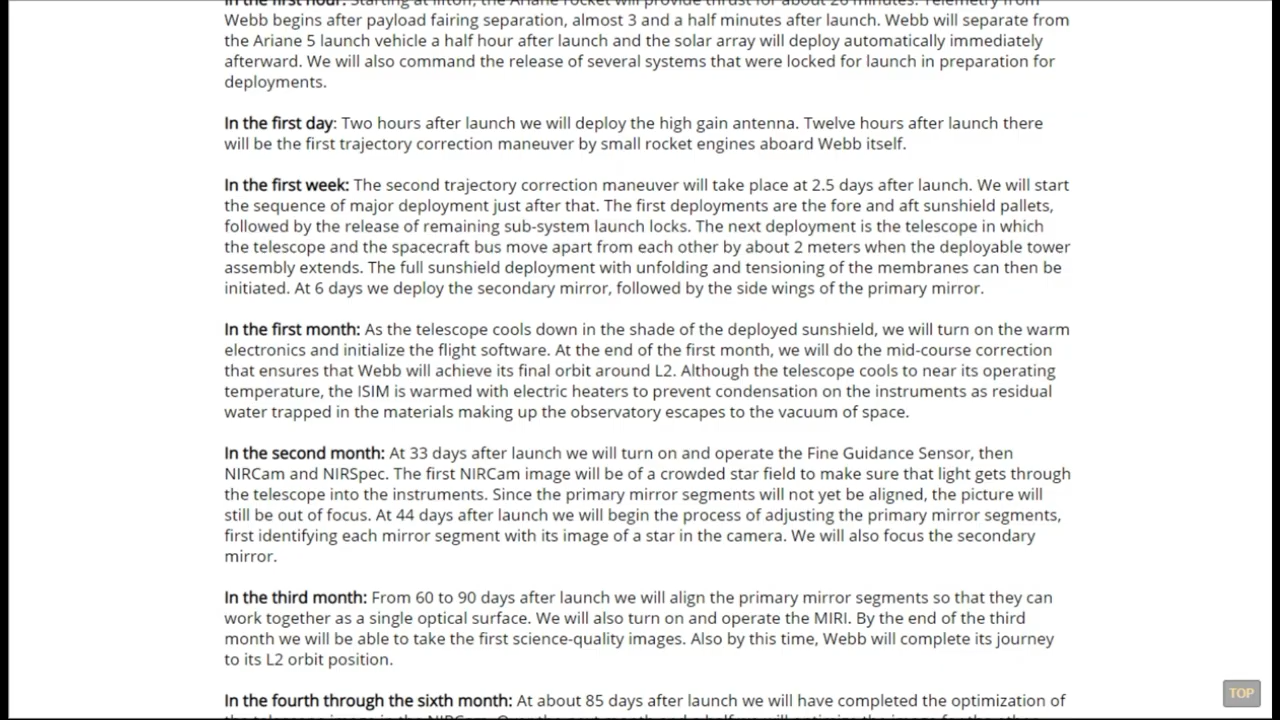 In the first hour: Starting at liftoff, the Ariane rocket will provide thrust for about 26 minutes. Telemetry from
Webb begins after payload fairing separation, almost 3 and a half minutes after launch. Webb will separate from
the Ariane 5 launch vehicle a half hour after launch and the solar array will deploy automatically immediately
afterward. We will also command the release of several systems that were locked for launch in preparation for
deployments.
In the first day: Two hours after launch we will deploy the high gain antenna. Twelve hours after launch there
will be the first trajectory correction maneuver by small rocket engines aboard Webb itself.
In the first week: The second trajectory correction maneuver will take place at 2.5 days after launch. We will start
the sequence of major deployment just after that. The first deployments are the fore and aft sunshield pallets,
followed by the release of remaining sub-system launch locks. The next deployment is the telescope in which
the telescope and the spacecraft bus move apart from each other by about 2 meters when the deployable tower
assembly extends. The full sunshield deployment with unfolding and tensioning of the membranes can then be
initiated. At 6 days we deploy the secondary mirror, followed by the side wings of the primary mirror.
In the first month: As the telescope cools down in the shade of the deployed sunshield, we will turn on the warm
electronics and initialize the flight software. At the end of the first month, we will do the mid-course correction
that ensures that Webb will achieve its final orbit around L2. Although the telescope cools to near its operating
temperature, the ISIM is warmed with electric heaters to prevent condensation on the instruments as residual
water trapped in the materials making up the observatory escapes to the vacuum of space.
In the second month: At 33 days after launch we will turn on and operate the Fine Guidance Sensor, then
NIRCam and NIRSpec. The first NIRCam image will be of a crowded star field to make sure that light gets through
the telescope into the instruments. Since the primary mirror segments will not yet be aligned, the picture will
still be out of focus. At 44 days after launch we will begin the process of adjusting the primary mirror segments,
first identifying each mirror segment with its image of a star in the camera. We will also focus the secondary
mirror.
In the third month: From 60 to 90 days after launch we will align the primary mirror segments so that they can
work together as a single optical surface. We will also turn on and operate the MIRI. By the end of the third
month we will be able to take the first science-quality images. Also by this time, Webb will complete its journey
to its L2 orbit position.
TOP
In the fourth through the sixth month: At about 85 days after launch we will have completed the optimization of